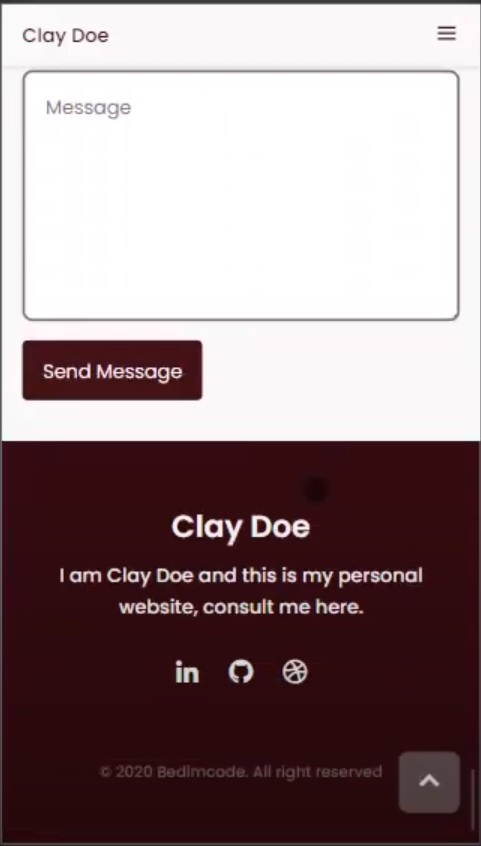 Clay Doe
Message
Send Message
Clay Doe
I am Clay Doe and this is my personal
website, consult me here.
in
© 2020 Bedimcode. All right reserved